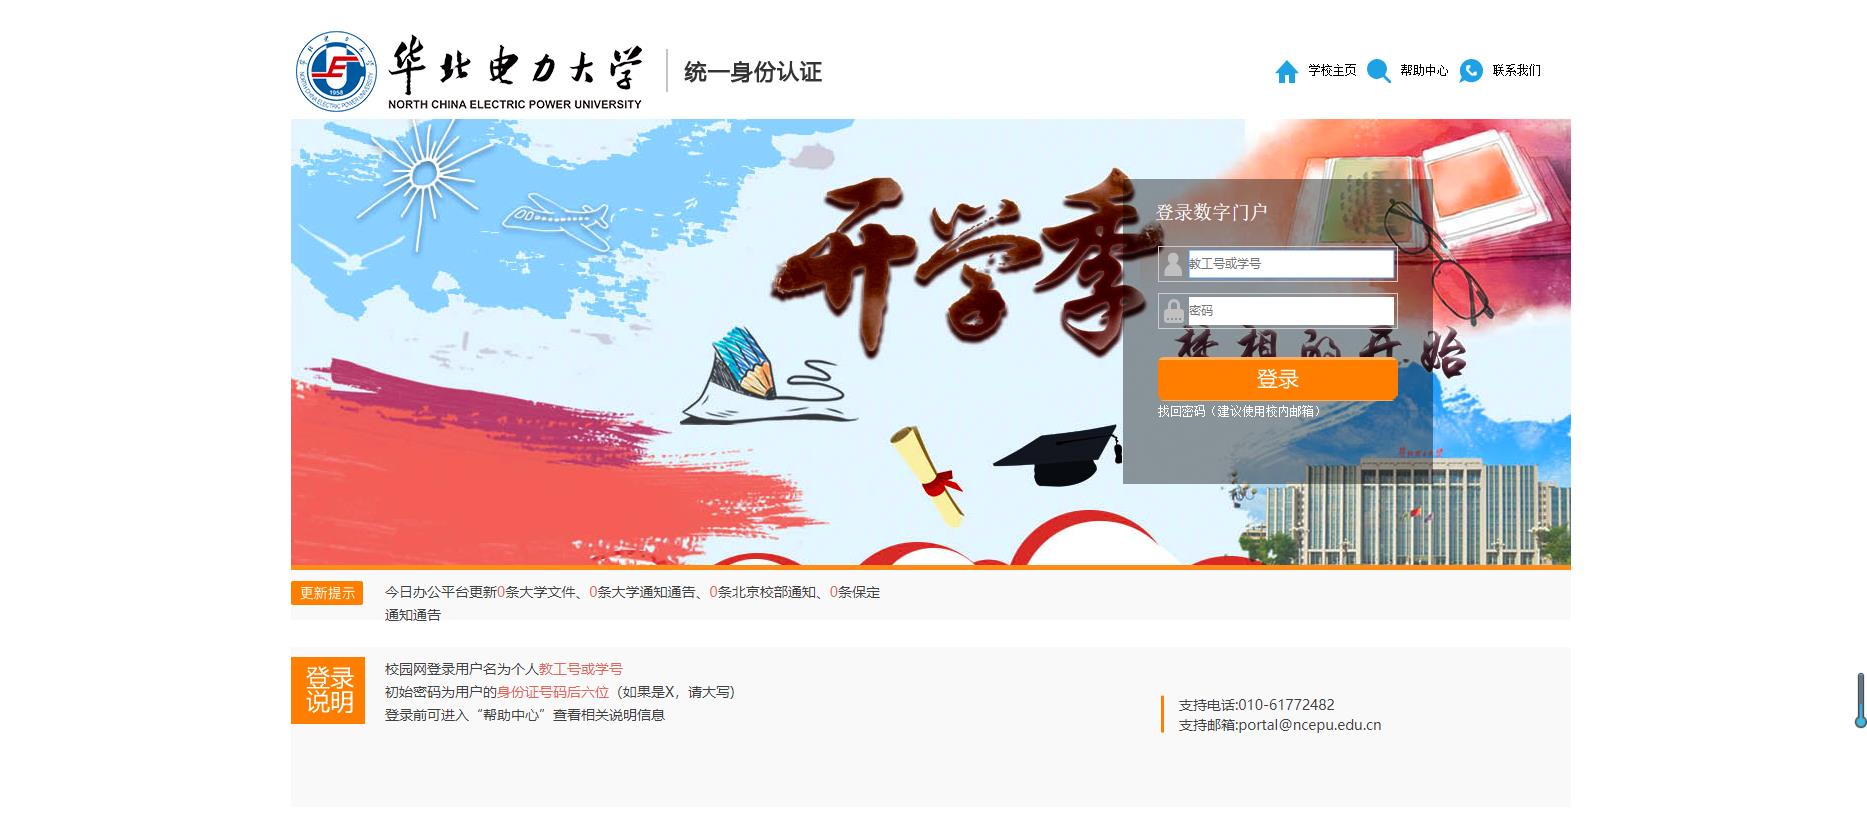 华北电力大学
NORTH CHINA ELECTRIC POWER UNIVERSITY
1958
统一身份认证
学校主页
帮助中心
联系我们
开学季
梦想的开始
登录数字门户
教工号或学号
密码
登录
找回密码（建议使用校内邮箱）
更新提示
今日办公平台更新0条大学文件、0条大学通知通告、0条北京校部通知、0条保定
通知通告
登录
说明
校园网登录用户名为个人教工号或学号
初始密码为用户的身份证号码后六位（如果是X，请大写）
登录前可进入“帮助中心”查看相关说明信息
支持电话:010-61772482
支持邮箱:portal@ncepu.edu.cn